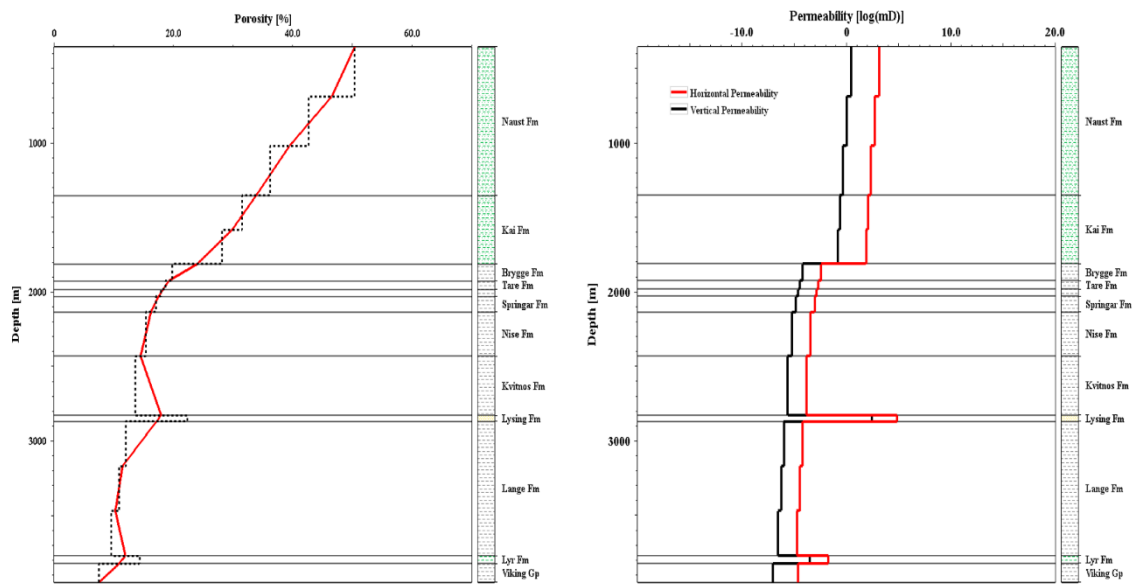 Porosity [%]
0 20.0 40.0 60.0
Depth [m]
1000
2000
3000
Naust Fm
Kai Fm
Brygge Fm
Tare Fm
Springar Fm
Nise Fm
Kvitnos Fm
Lysing Fm
Lange Fm
Lyr Fm
Viking Gp
Permeability [log(mD)]
-10.0 0 10.0 20.0
Horizontal Permeability
Vertical Permeability
Depth [m]
1000
2000
3000
Naust Fm
Kai Fm
Brygge Fm
Tare Fm
Springar Fm
Nise Fm
Kvitnos Fm
Lysing Fm
Lange Fm
Lyr Fm
Viking Gp